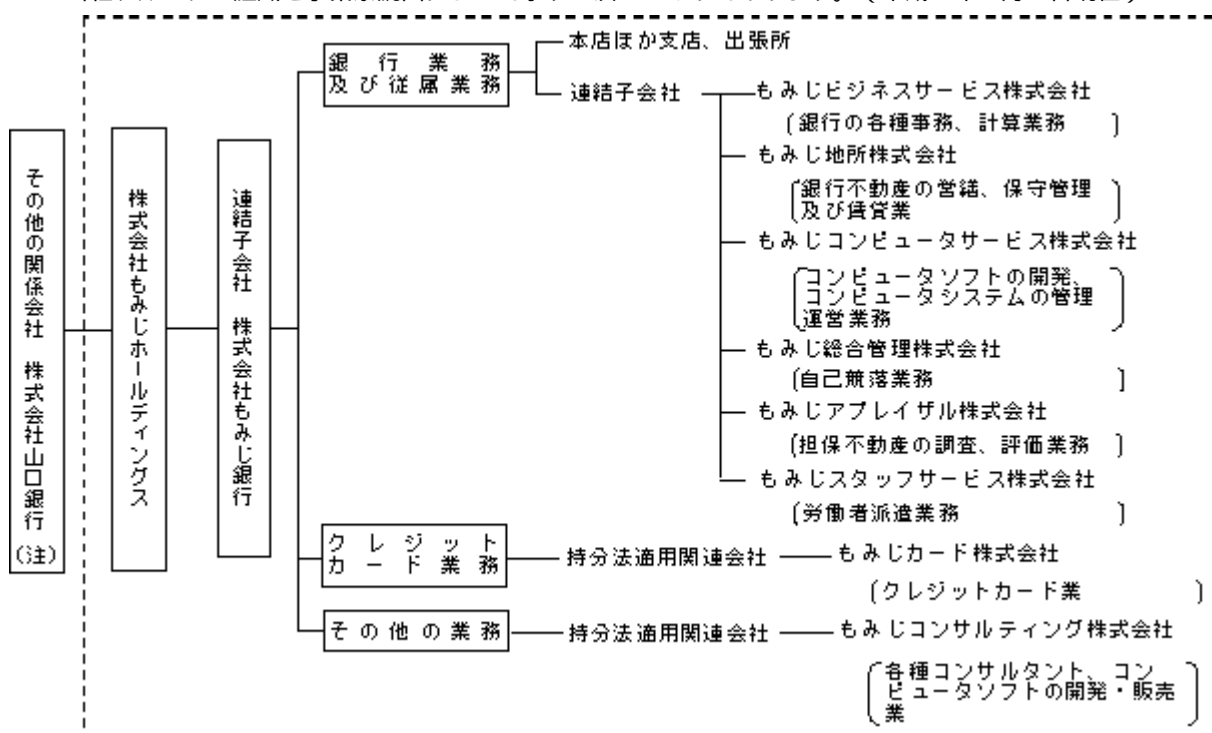 その他の関係会社 株式会社山口銀行(注)
株式会社もみじホールディングス
連結子会社 株式会社もみじ銀行
銀行業務
及び従属業務
本店ほか支店、出張所
連結子会社
もみじビジネスサービス株式会社
(銀行の各種事務、計算業務)
もみじ地所株式会社
(銀行不動産の営繕、保守管理
及び賃貸業)
もみじコンピュータサービス株式会社
(コンピュータソフトの開発、
コンピュータシステムの管理
運営業務)
もみじ総合管理株式会社
(自己競落業務)
もみじアプレイザル株式会社
(担保不動産の調査、評価業務)
もみじスタッフサービス株式会社
(労働者派遣業務)
クレジット
カード業務
持分法適用関連会社
もみじカード株式会社
(クレジットカード業)
その他の業務
持分法適用関連会社
もみじコンサルティング株式会社
(各種コンサルタント、コン
ピュータソフトの開発・販売
業)